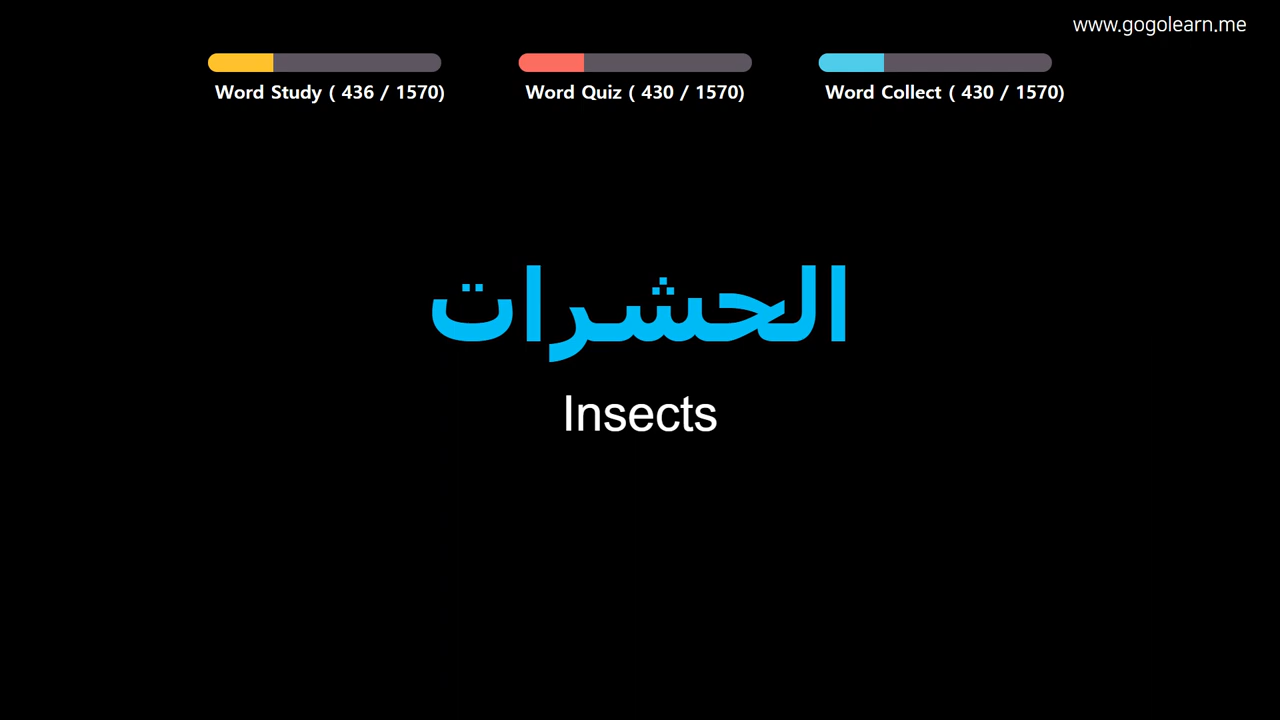 www.gogolearn.me
Word Study ( 436 / 1570)
Word Quiz ( 430 / 1570)
Word Collect ( 430 / 1570)
الحشرات
Insects